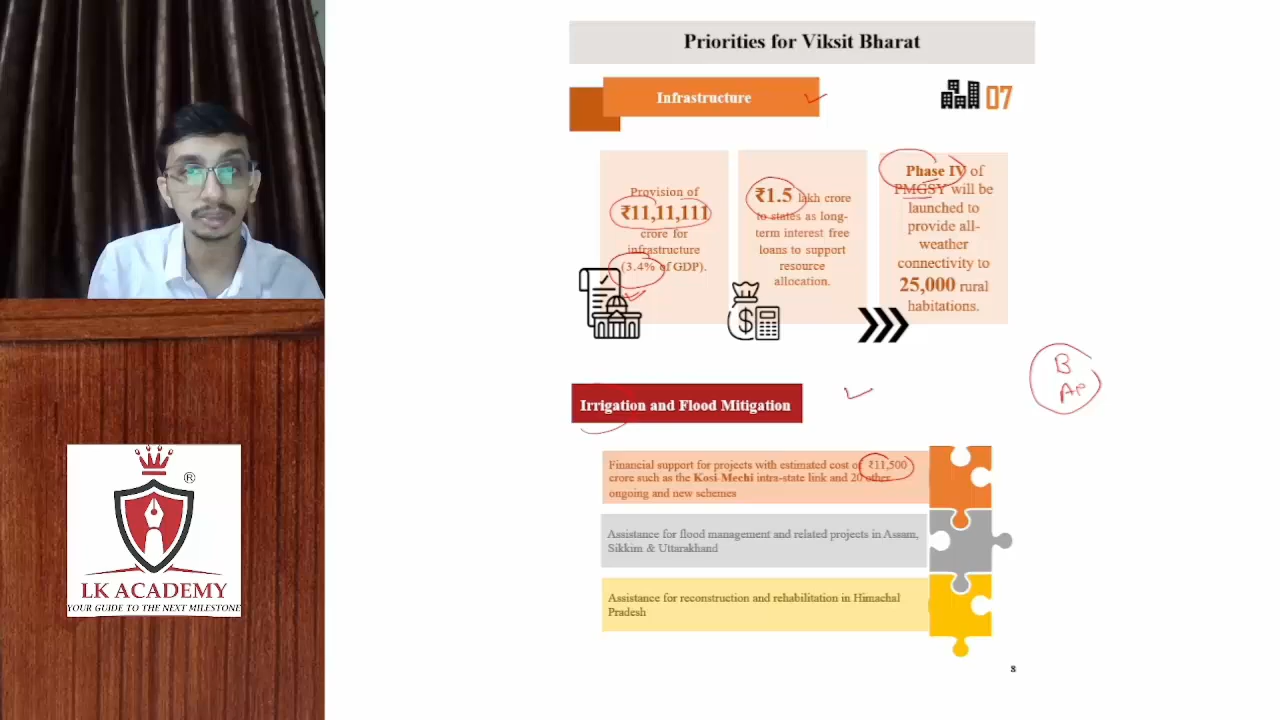 Priorities for Viksit Bharat
Infrastructure
07
Provision of
₹11,11,111
crore for
infrastructure
(3.4% of GDP).
₹1.5 lakh crore
to states as long-
term interest free
loans to support
resource
allocation.
Phase IV of
PMGSY will be
launched to
provide all-
weather
connectivity to
25,000 rural
habitations.
B
AP
Irrigation and Flood Mitigation
Financial support for projects with estimated cost of ₹11,500
crore such as the Kosi-Mechi intra-state link and 20 other
ongoing and new schemes
Assistance for flood management and related projects in Assam,
Sikkim & Uttarakhand
Assistance for reconstruction and rehabilitation in Himachal
Pradesh
8
®
LK ACADEMY
YOUR GUIDE TO THE NEXT MILESTONE